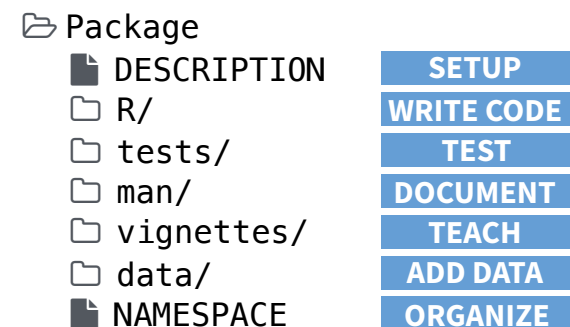 Package
DESCRIPTION SETUP
R/ WRITE CODE
tests/ TEST
man/ DOCUMENT
vignettes/ TEACH
data/ ADD DATA
NAMESPACE ORGANIZE